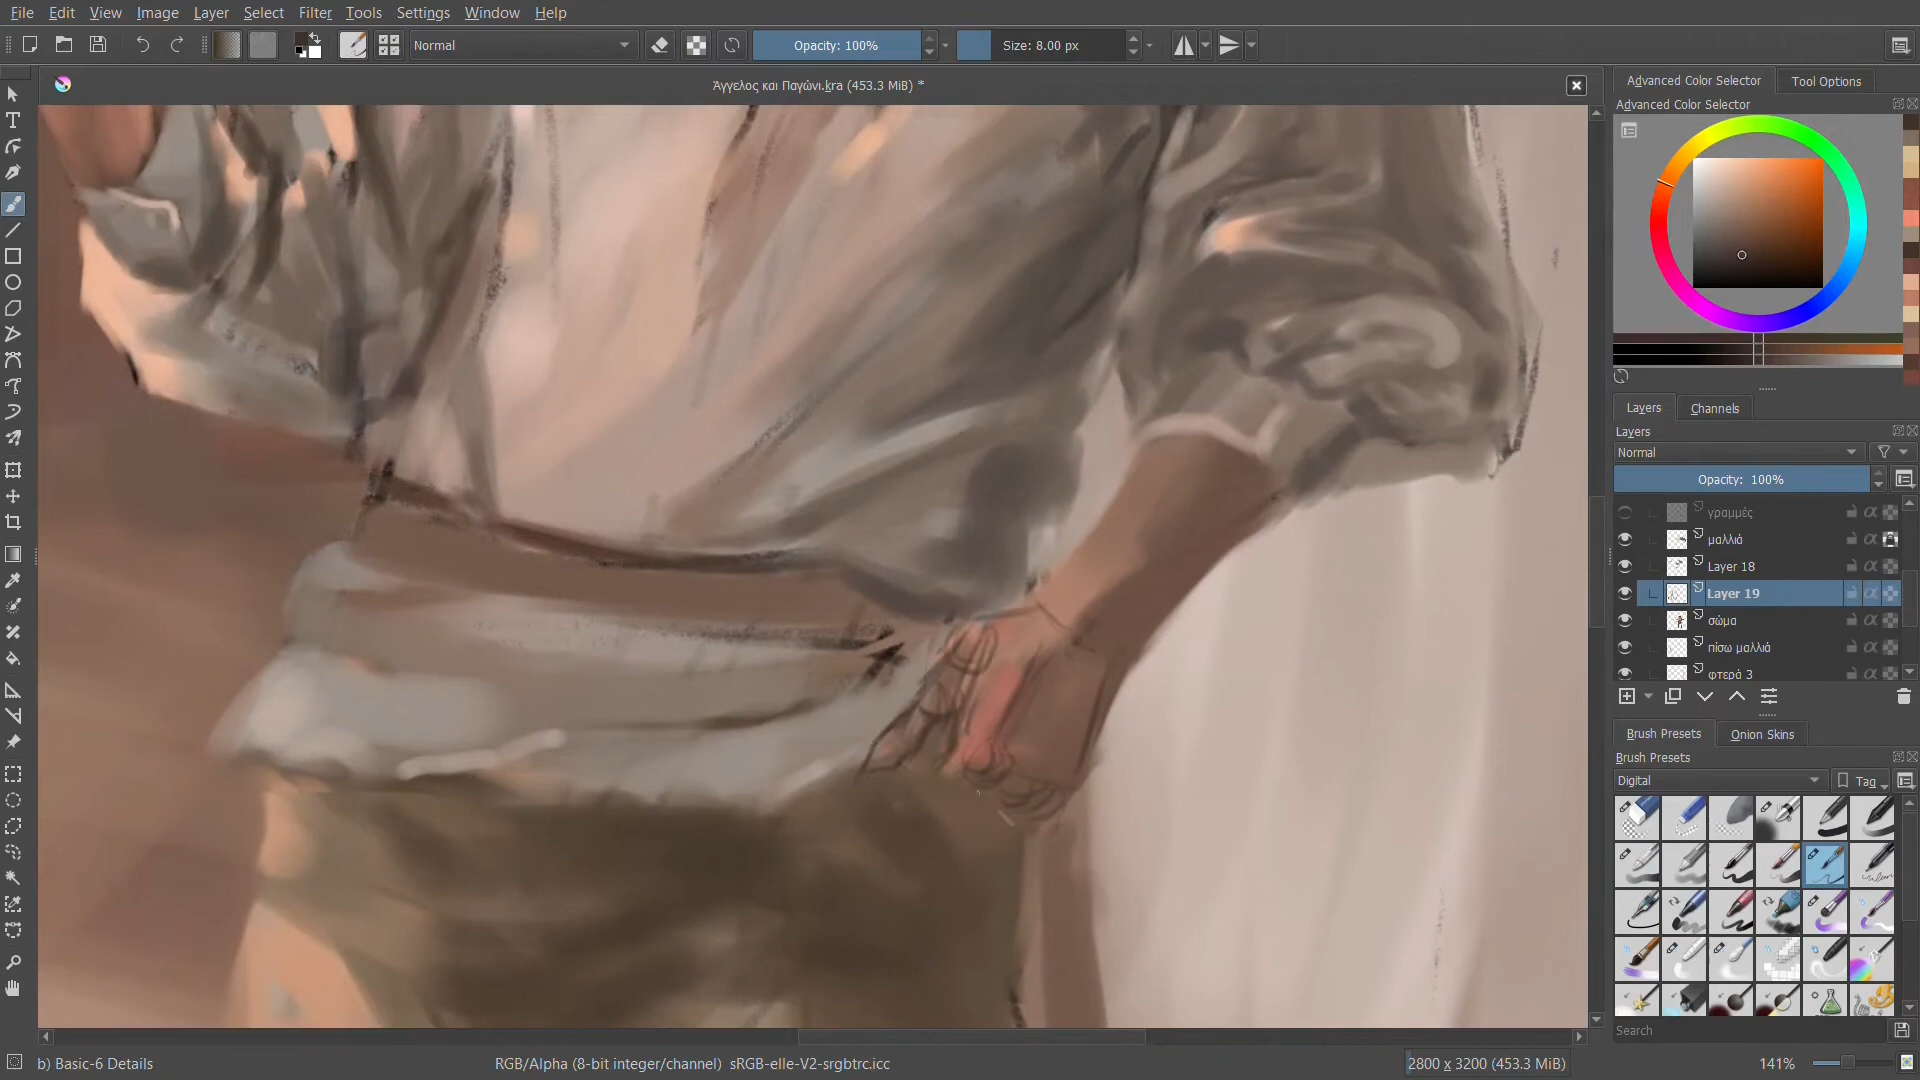 File Edit View Image Layer Select Filter Tools Settings Window Help
Normal Opacity: 100% Size: 8.00 px
Άγγελος και Παγώνι.kra (453.3 MiB) *
Advanced Color Selector Tool Options
Advanced Color Selector
Layers Channels
Layers
Normal
Opacity: 100%
γραμμές
μαλλιά
Layer 18
Layer 19
σώμα
πίσω μαλλιά
φτερά 3
Brush Presets Onion Skins
Brush Presets
Digital Tag
Search
b) Basic-6 Details RGB/Alpha (8-bit integer/channel) sRGB-elle-V2-srgbtrc.icc 2800 x 3200 (453.3 MiB) 141%